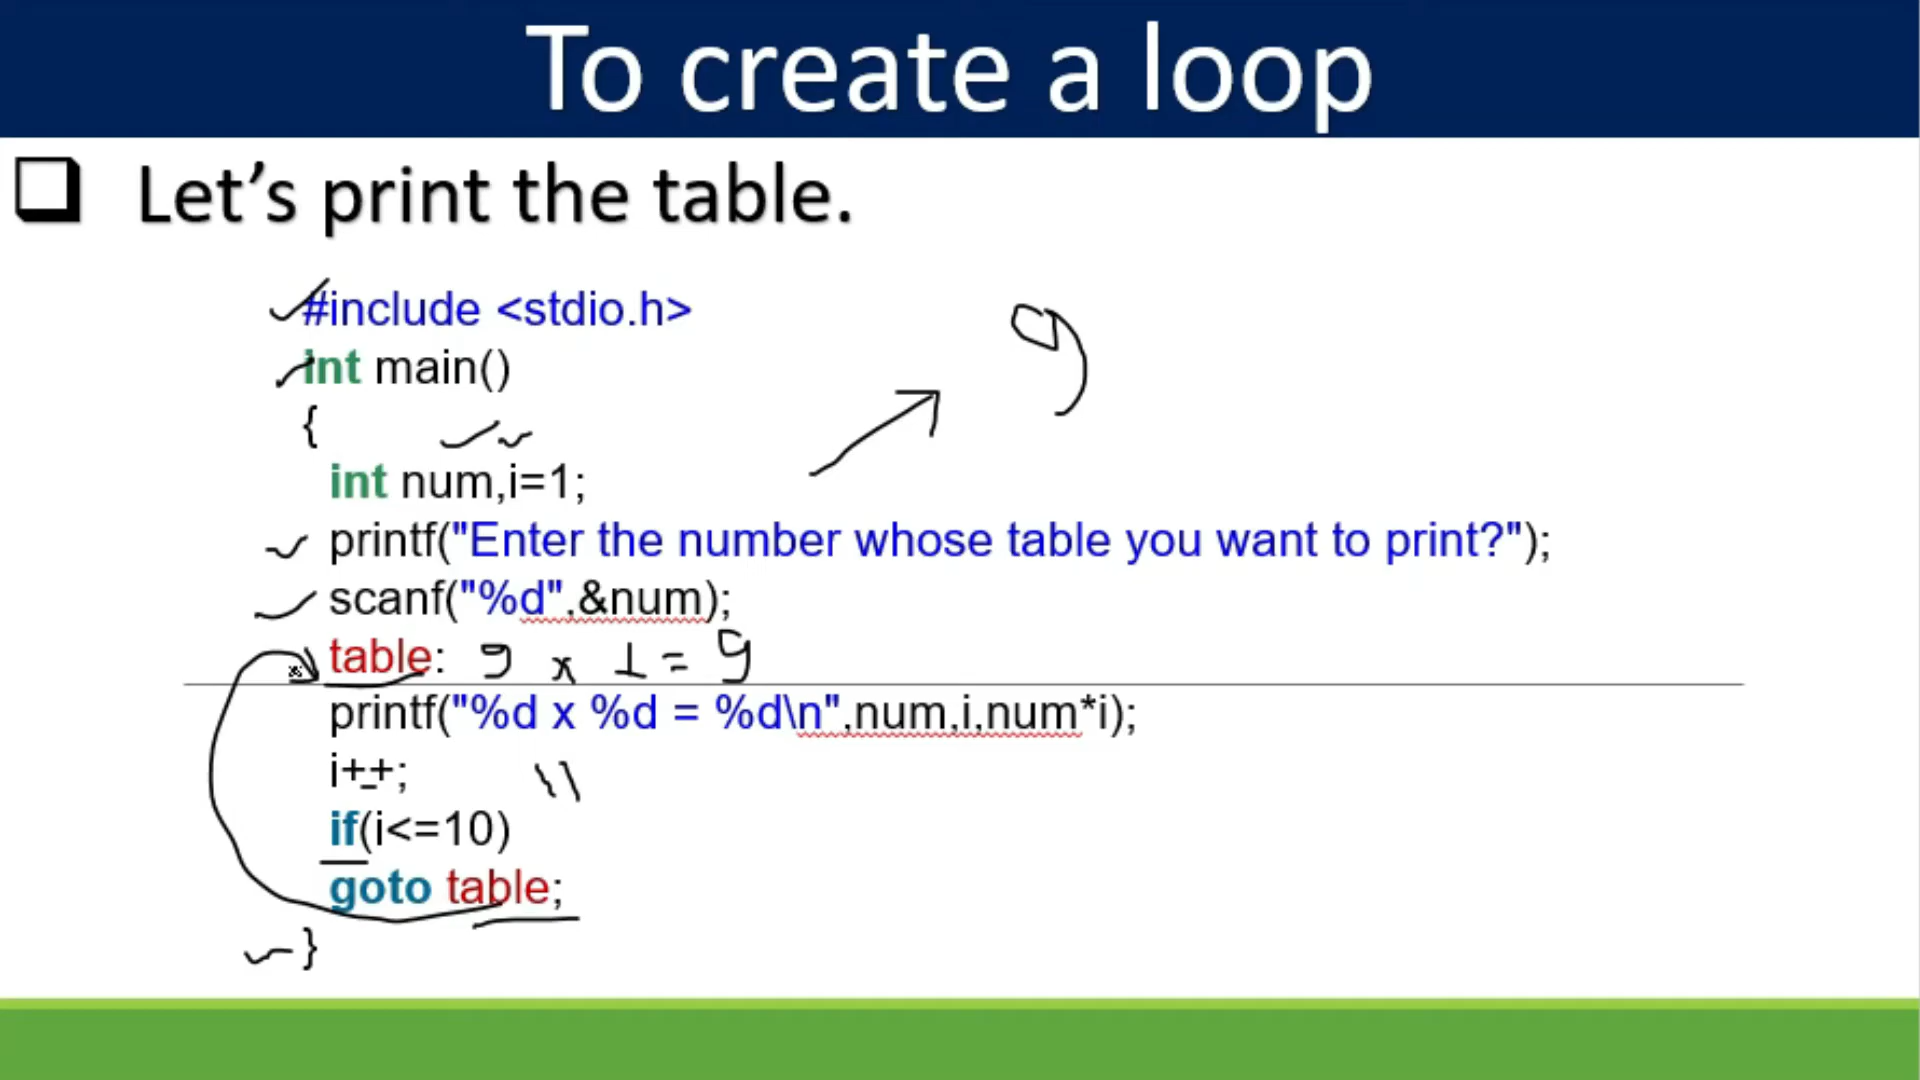 To create a loop
Let's print the table.
#include <stdio.h>
9
int main()
{
int num,i=1;
printf("Enter the number whose table you want to print?");
scanf("%d",&num);
table: 9 x 1 = 9
printf("%d x %d = %d\n",num,i,num*i);
i++; \\
if(i<=10)
goto table;
}